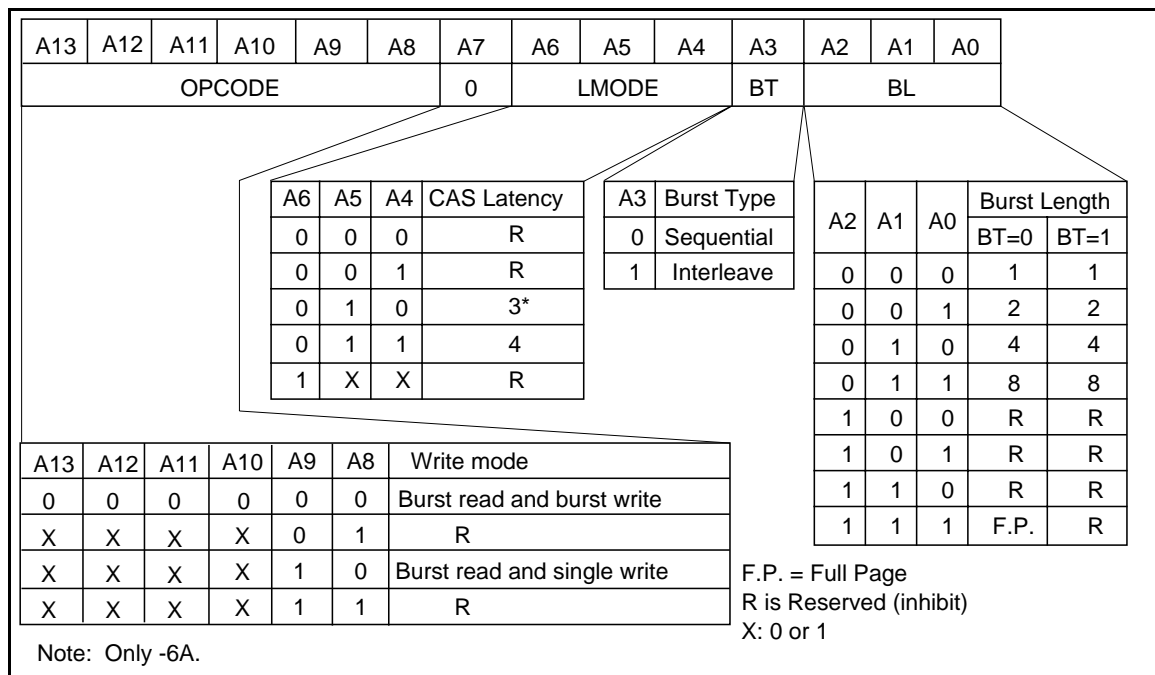 A13 A12 A11 A10 A9 A8 A7 A6 A5 A4 A3 A2 A1 A0
OPCODE 0 LMODE BT BL
A6 A5 A4 CAS Latency
0 0 0 R
0 0 1 R
0 1 0 3*
0 1 1 4
1 X X R
A3 Burst Type
0 Sequential
1 Interleave
A2 A1 A0 Burst Length
BT=0 BT=1
0 0 0 1 1
0 0 1 2 2
0 1 0 4 4
0 1 1 8 8
1 0 0 R R
1 0 1 R R
1 1 0 R R
1 1 1 F.P. R
A13 A12 A11 A10 A9 A8 Write mode
0 0 0 0 0 0 Burst read and burst write
X X X X 0 1 R
X X X X 1 0 Burst read and single write
X X X X 1 1 R
F.P. = Full Page
R is Reserved (inhibit)
X: 0 or 1
Note: Only -6A.